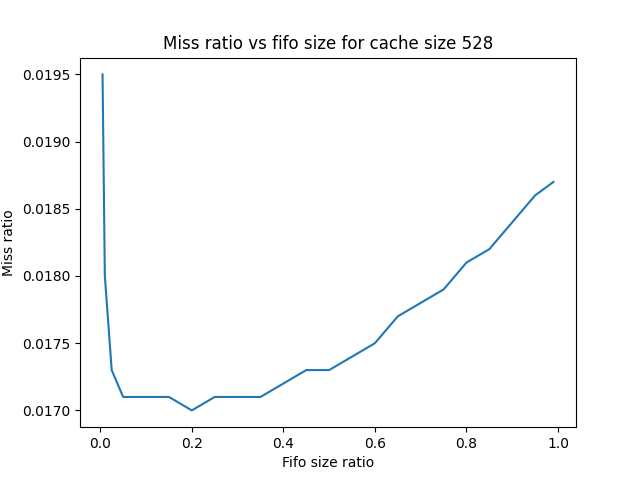 Miss ratio vs fifo size for cache size 528
0.0195
0.0190
0.0185
0.0180
0.0175
0.0170
Miss ratio
0.0 0.2 0.4 0.6 0.8 1.0
Fifo size ratio